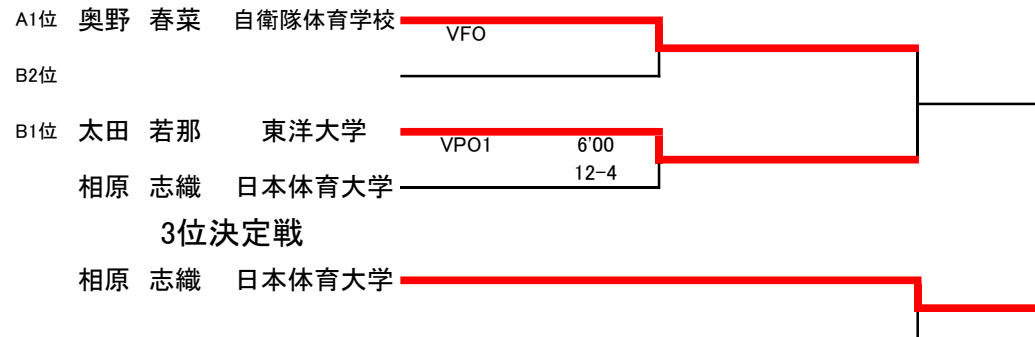 A1位 奥野 春菜 自衛隊体育学校
VFO
B2位
B1位 太田 若那 東洋大学
VPO1 6'00
12-4
相原 志織 日本体育大学
3位決定戦
相原 志織 日本体育大学